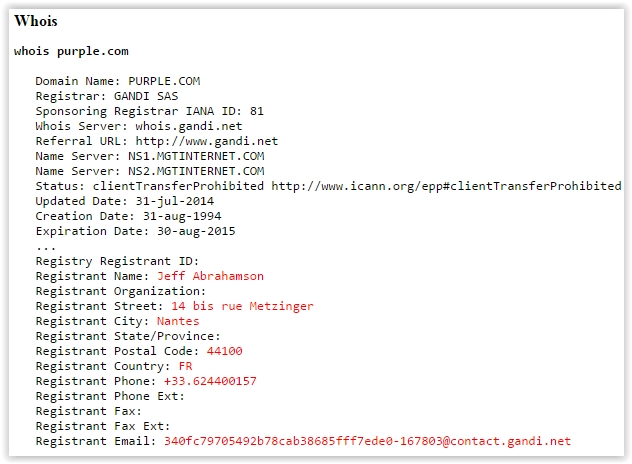 Whois
whois purple.com
Domain Name: PURPLE.COM
Registrar: GANDI SAS
Sponsoring Registrar IANA ID: 81
Whois Server: whois.gandi.net
Referral URL: http://www.gandi.net
Name Server: NS1.MGTINTERNET.COM
Name Server: NS2.MGTINTERNET.COM
Status: clientTransferProhibited http://www.icann.org/epp#clientTransferProhibited
Updated Date: 31-jul-2014
Creation Date: 31-aug-1994
Expiration Date: 30-aug-2015
...
Registry Registrant ID:
Registrant Name: Jeff Abrahamson
Registrant Organization:
Registrant Street: 14 bis rue Metzinger
Registrant City: Nantes
Registrant State/Province:
Registrant Postal Code: 44100
Registrant Country: FR
Registrant Phone: +33.624400157
Registrant Phone Ext:
Registrant Fax:
Registrant Fax Ext:
Registrant Email: 340fc79705492b78cab38685fff7ede0-167803@contact.gandi.net